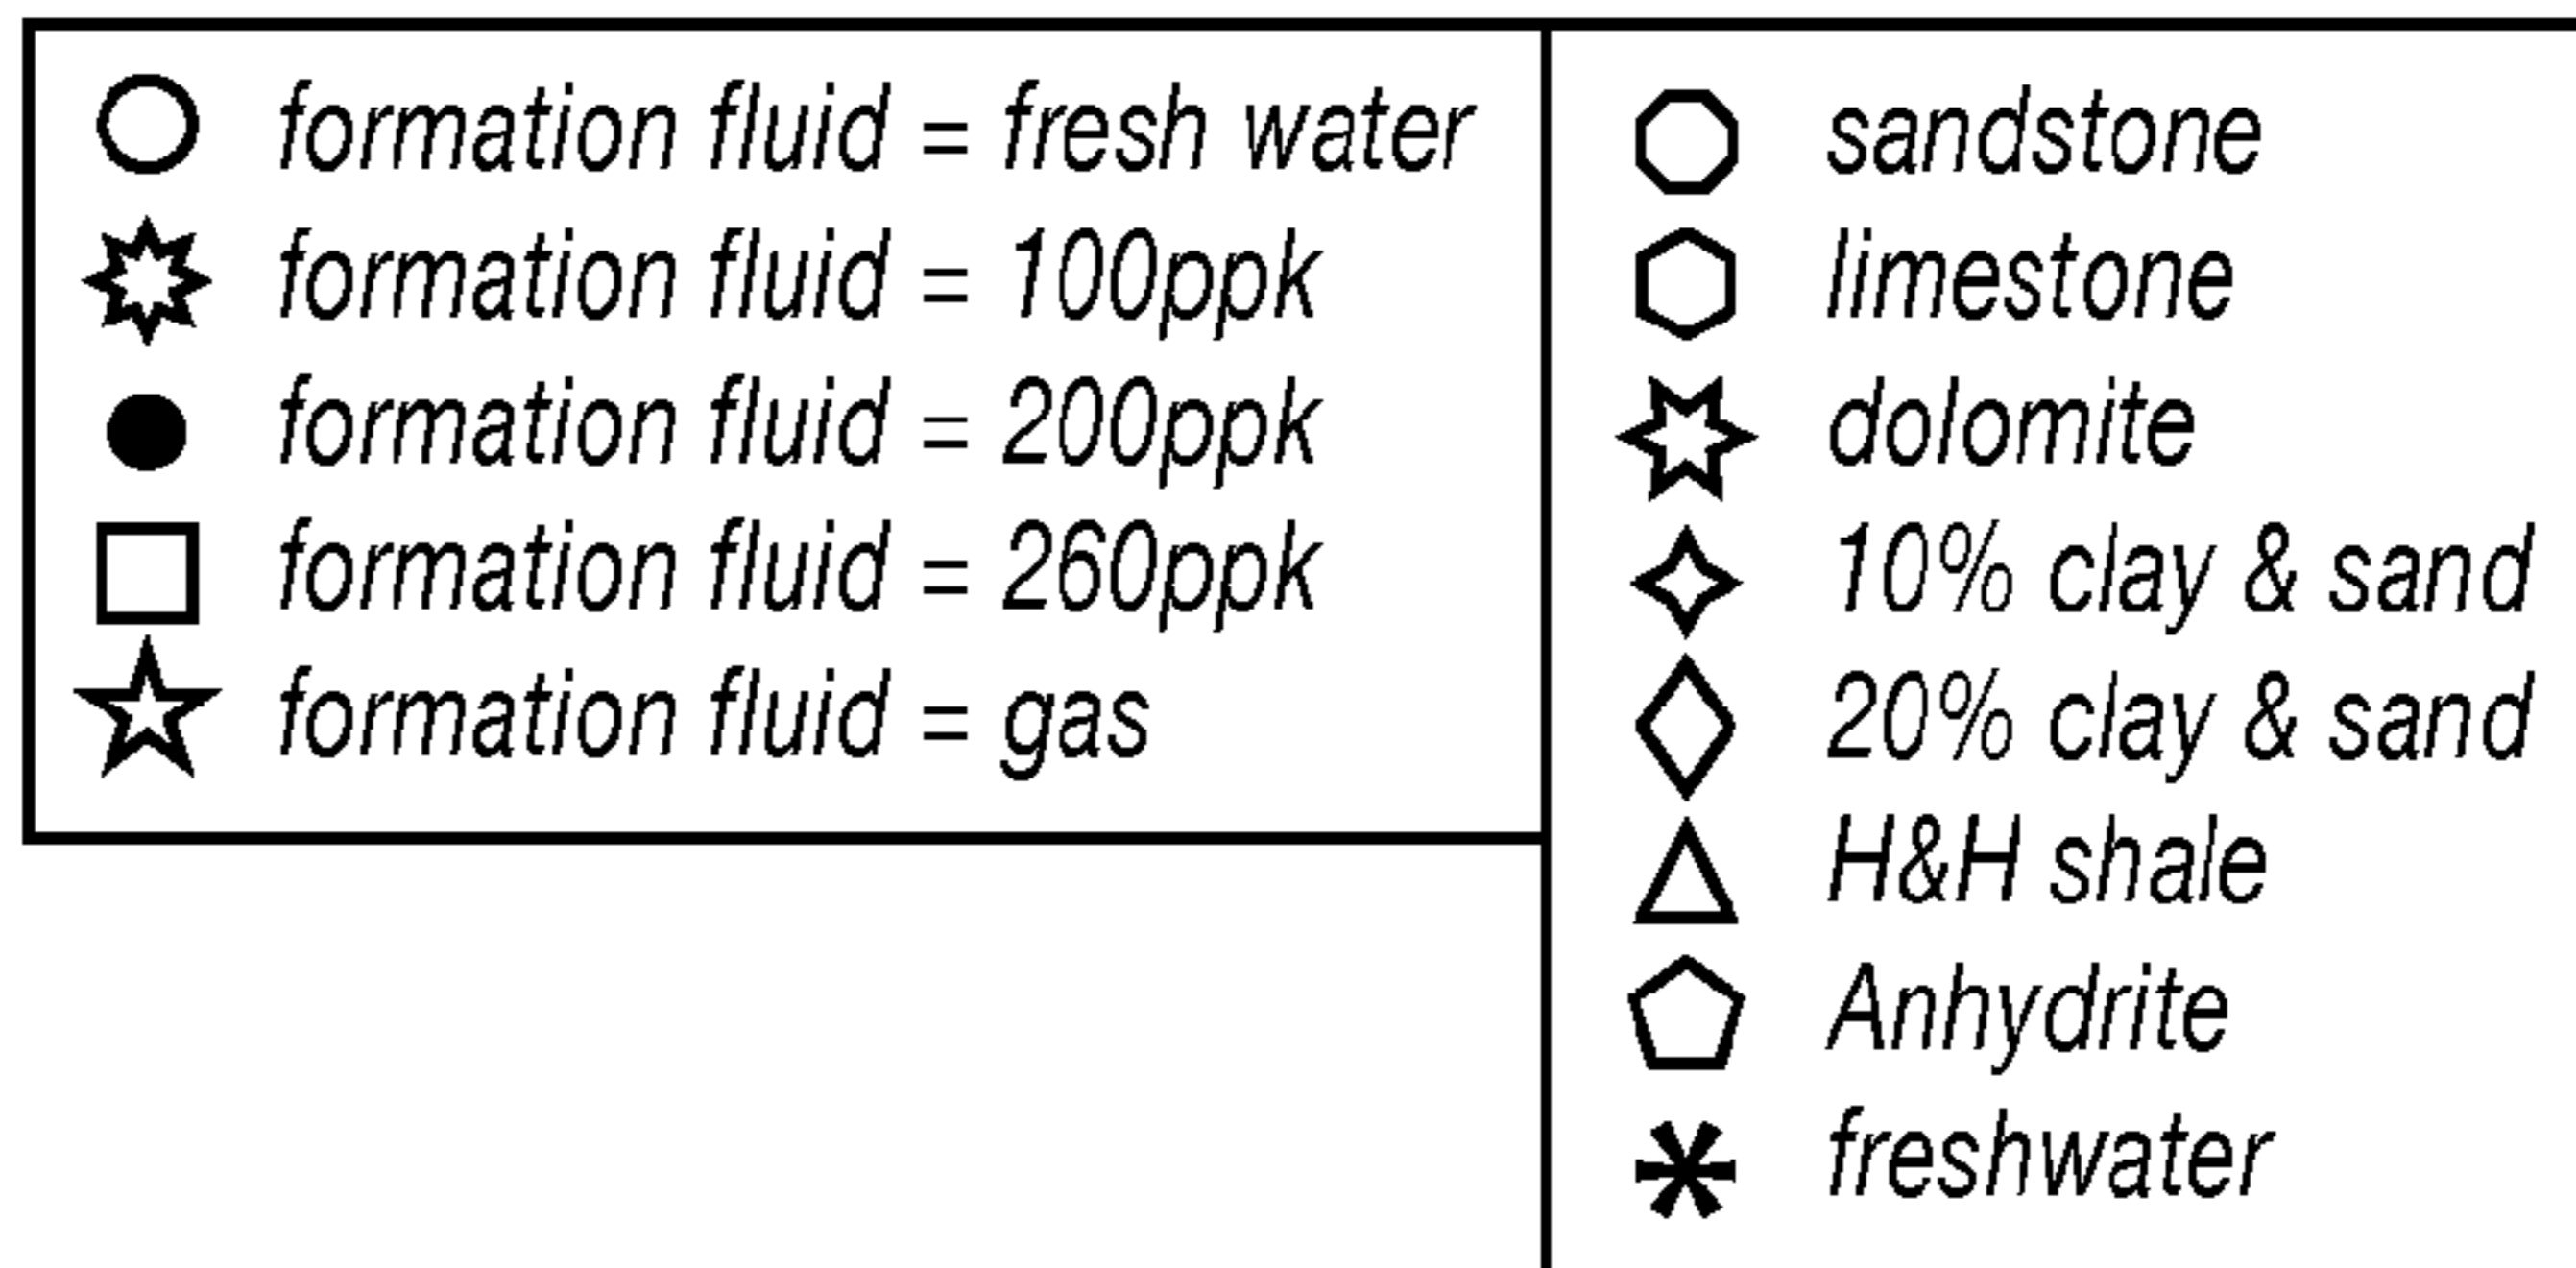 formation fluid = fresh water
formation fluid = 100ppk
formation fluid = 200ppk
formation fluid = 260ppk
formation fluid = gas
sandstone
limestone
dolomite
10% clay & sand
20% clay & sand
H&H shale
Anhydrite
freshwater